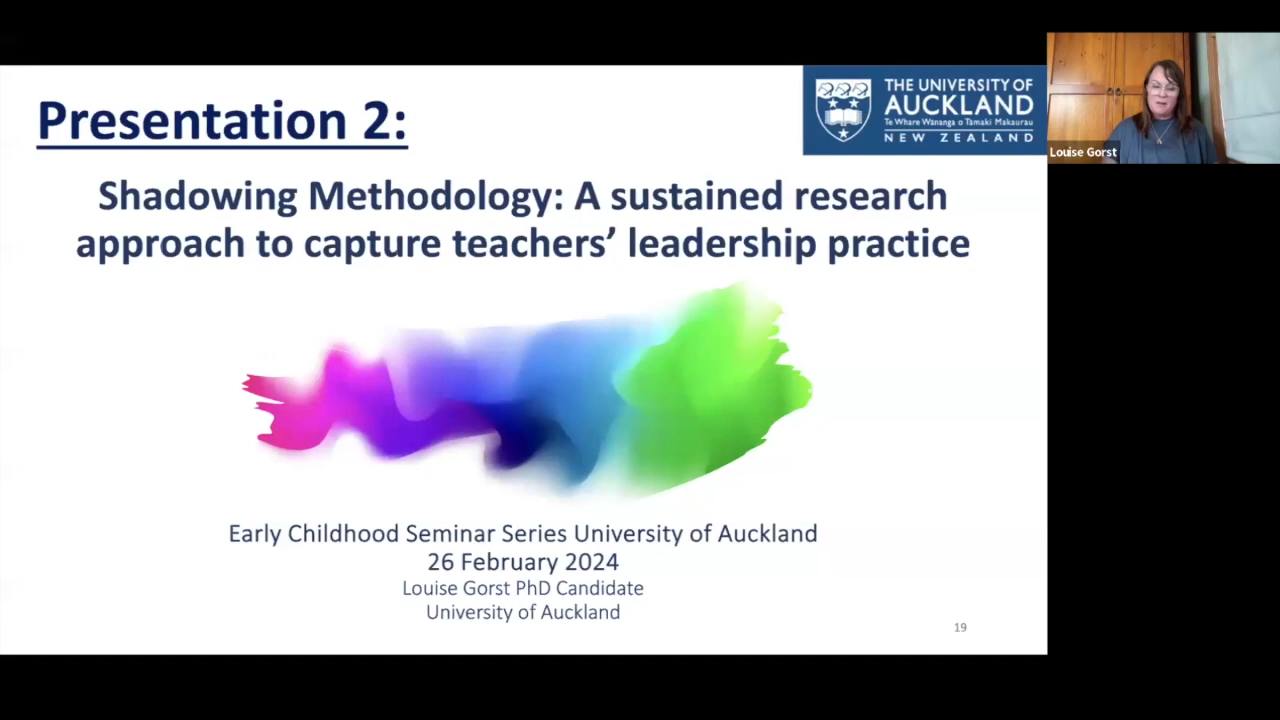 Presentation 2:
THE UNIVERSITY OF
AUCKLAND
Te Whare Wānanga o Tāmaki Makaurau
NEW ZEALAND
Louise Gorst
Shadowing Methodology: A sustained research
approach to capture teachers’ leadership practice
Early Childhood Seminar Series University of Auckland
26 February 2024
Louise Gorst PhD Candidate
University of Auckland
19